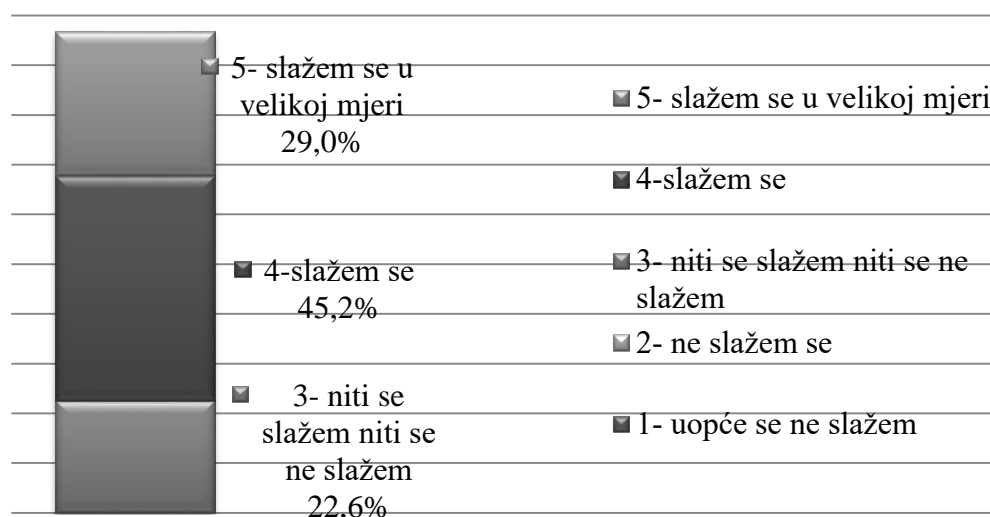 5- slažem se u
velikoj mjeri
29,0%
4-slažem se
45,2%
3- niti se
slažem niti se
ne slažem
22,6%
5- slažem se u velikoj mjeri
4-slažem se
3- niti se slažem niti se ne
slažem
2- ne slažem se
1- uopće se ne slažem